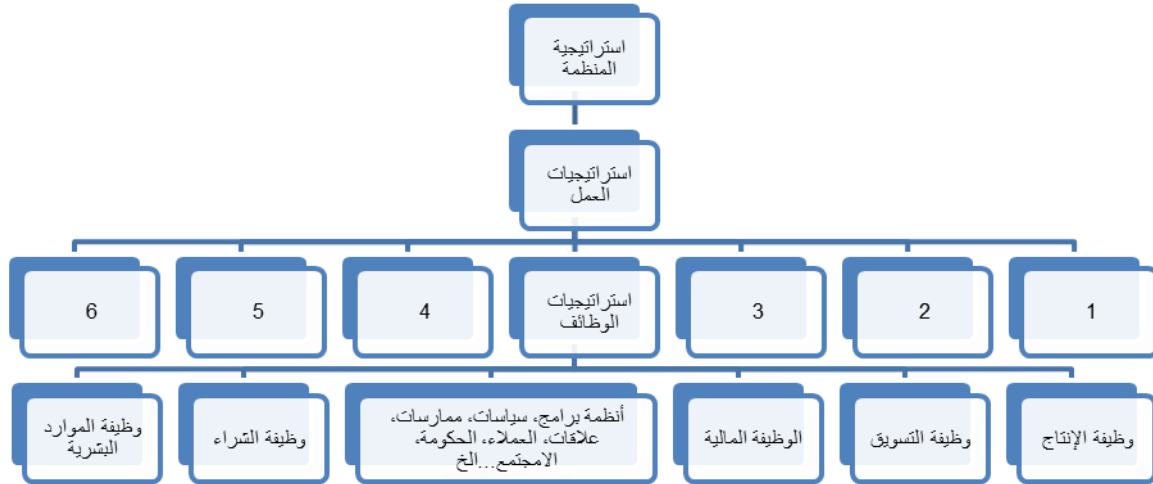 استراتيجية
المنظمة
استراتيجيات
العمل
1
2
3
استراتيجيات
الوظائف
4
5
6
وظيفة الإنتاج
وظيفة التسويق
الوظيفة المالية
أنظمة برامج، سياسات، ممارسات،
علاقات، العملاء، الحكومة،
الامجتمع...الخ
وظيفة الشراء
وظيفة الموارد
البشرية